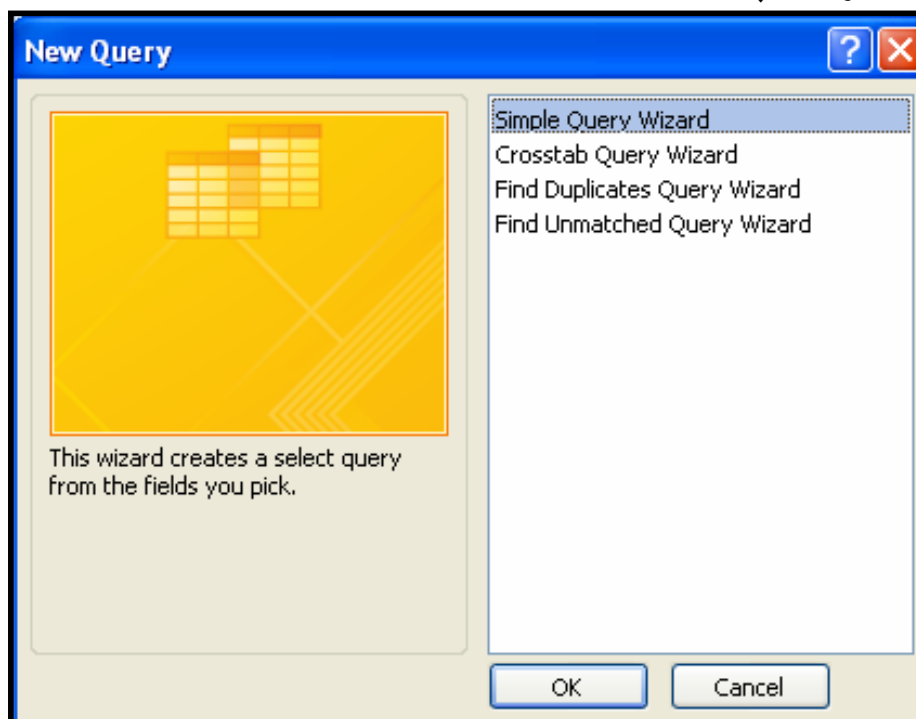 New Query
Simple Query Wizard
Crosstab Query Wizard
Find Duplicates Query Wizard
Find Unmatched Query Wizard
This wizard creates a select query
from the fields you pick.
OK
Cancel